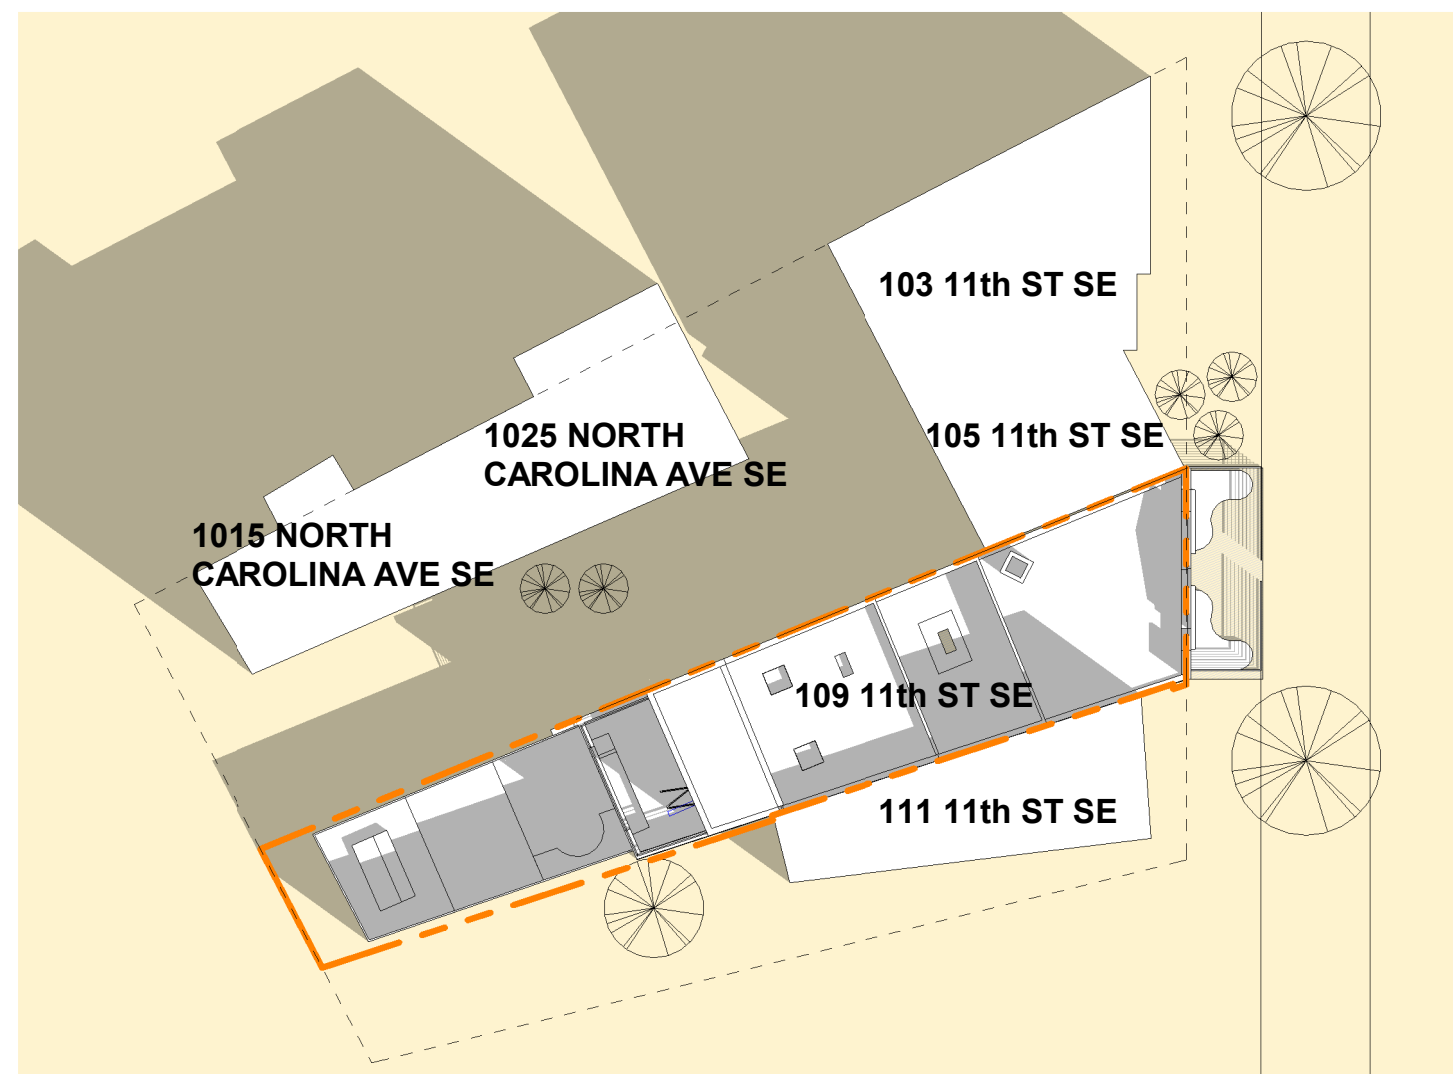 103 11th ST SE
105 11th ST SE
1025 NORTH
CAROLINA AVE SE
1015 NORTH
CAROLINA AVE SE
109 11th ST SE
111 11th ST SE